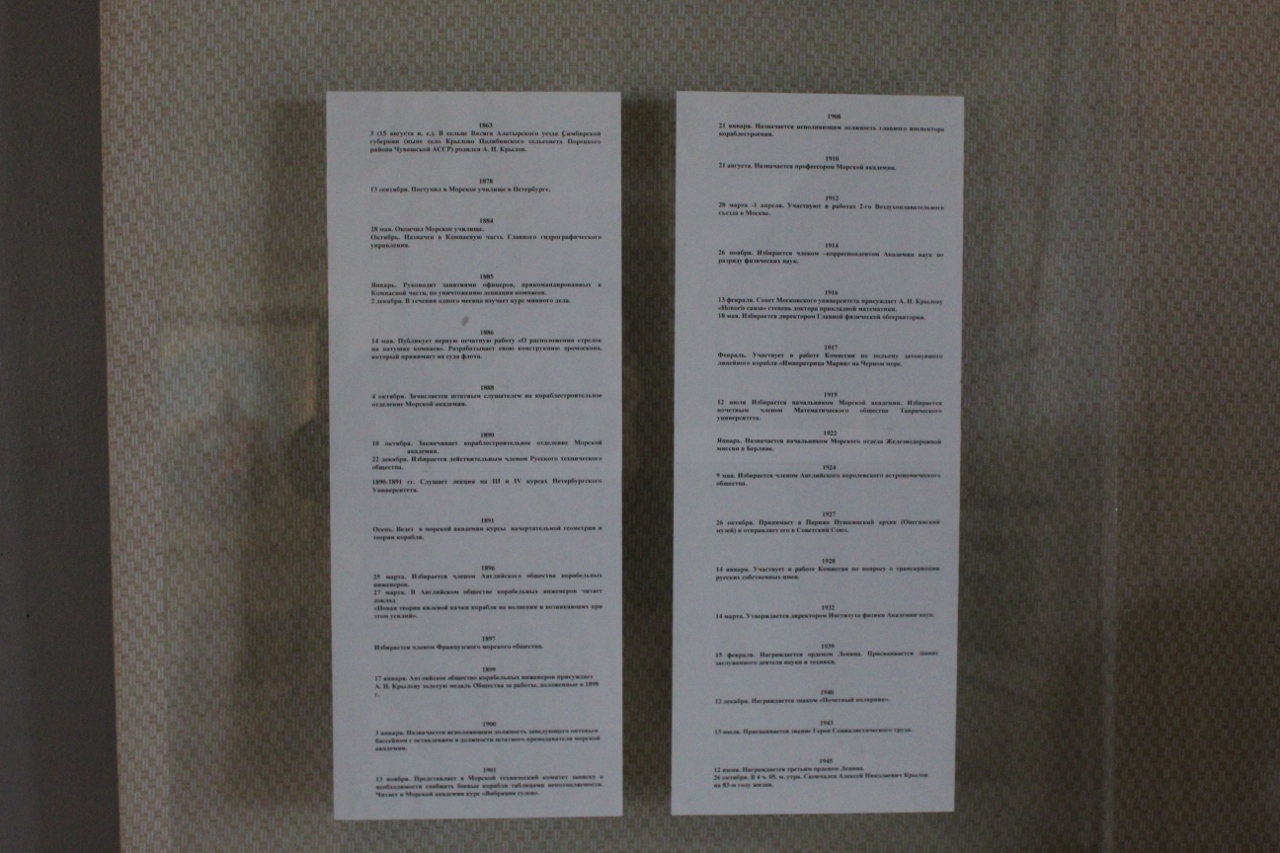 1863
3 (15 августа н. с.). В сельце Висяга Алатырского уезда Симбирской
губернии (ныне село Крылово Полибинского сельсовета Порецкого
района Чувашской АССР) родился А. Н. Крылов.
1878
13 сентября. Поступил в Морское училище в Петербурге.
1884
28 мая. Окончил Морское училище.
Октябрь. Назначен в Компасную часть Главного гидрографического
управления.
1885
Январь. Руководит занятиями офицеров, прикомандированных к
Компасной части, по уничтожению девиации компасов.
2 декабря. В течении одного месяца изучает курс минного дела.
1886
14 мая. Публикует первую печатную работу «О расположении стрелок
на катушке компаса». Разрабатывает свою конструкцию дромоскопа,
который принимают на суда флота.
1888
4 октября. Зачисляется штатным слушателем на кораблестроительное
отделение Морской академии.
1890
10 октября. Заканчивает кораблестроительное отделение Морской
академии.
22 декабря. Избирается действительным членом Русского технического
общества.
1890-1891 гг. Слушает лекции на III и IV курсах Петербургского
Университета.
1891
Осень. Ведет в морской академии курсы начертательной геометрии и
теории корабля.
1896
25 марта. Избирается членом Английского общества корабельных
инженеров.
27 марта. В Английском обществе корабельных инженеров читает
доклад
«Новая теория килевой качки корабля на волнении и возникающих при
этом усилий».
1897
Избирается членом Французского морского общества.
1899
17 января. Английское общество корабельных инженеров присуждает
А. Н. Крылову золотую медаль Общества за работы, доложенные в 1898
г.
1900
3 января. Назначается исполняющим должность заведующего опытовым
бассейном с оставлением в должности штатного преподавателя морской
академии.
1901
13 ноября. Представляет в Морской технический комитет записку о
необходимости снабжать боевые корабли таблицами непотопляемости.
Читает в Морской академии курс «Вибрация судов».
1908
21 января. Назначается исполняющим должность главного инспектора
кораблестроения.
1910
21 августа. Назначается профессором Морской академии.
1912
28 марта -1 апреля. Участвует в работах 2-го Воздухоплавательного
съезда в Москве.
1914
26 ноября. Избирается членом –корреспондентом Академии наук по
разряду физических наук.
1916
13 февраля. Совет Московского университета присуждает А. Н. Крылову
«Honoris causa» степень доктора прикладной математики.
18 мая. Избирается директором Главной физической обсерватории.
1917
Февраль. Участвует в работе Комиссии по подъему затонувшего
линейного корабля «Императрица Мария» на Черном море.
1919
12 июля Избирается начальником Морской академии. Избирается
почетным членом Математического общества Таврического
университета.
1922
Январь. Назначается начальником Морского отдела Железнодорожной
миссии в Берлине.
1924
9 мая. Избирается членом Английского королевского астрономического
общества.
1927
26 октября. Принимает в Париже Пушкинский архив (Онегинский
музей) и отправляет его в Советский Союз.
1928
14 января. Участвует в работе Комиссии по вопросу о транскрипции
русских собственных имен.
1932
14 марта. Утверждается директором Института физики Академии наук.
1939
15 февраля. Награждается орденом Ленина. Присваивается звание
заслуженного деятеля науки и техники.
1940
12 декабря. Награждается знаком «Почетный полярник».
1943
13 июля. Присваивается звание Героя Социалистического труда.
1945
12 июня. Награждается третьим орденом Ленина.
26 октября. В 4 ч. 05. м. утра. Скончался Алексей Николаевич Крылов
на 83-м году жизни.